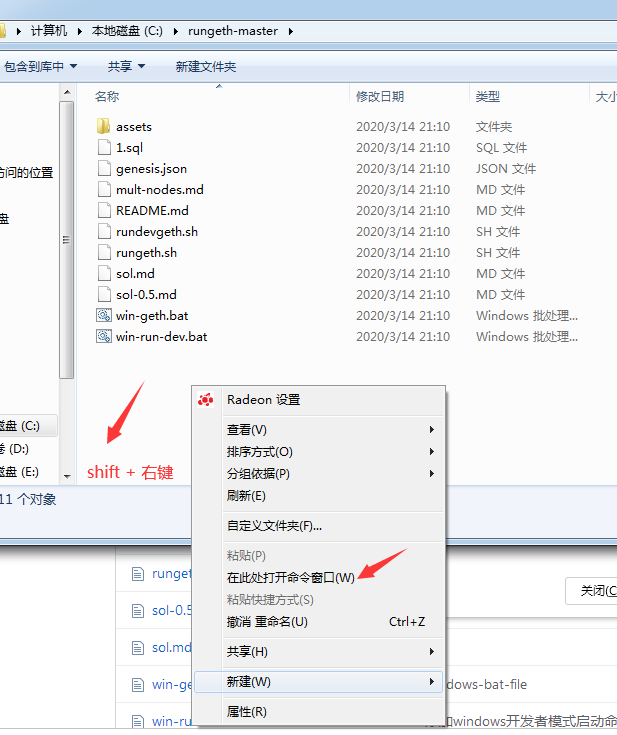 计算机 本地磁盘 (C:) rungeth-master
包含到库中 共享 新建文件夹
名称 修改日期 类型 大小
assets 2020/3/14 21:10 文件夹
1.sql 2020/3/14 21:10 SQL 文件
genesis.json 2020/3/14 21:10 JSON 文件
访问的位置 mult-nodes.md 2020/3/14 21:10 MD 文件
README.md 2020/3/14 21:10 MD 文件
盘 rundevgeth.sh 2020/3/14 21:10 SH 文件
rungeth.sh 2020/3/14 21:10 SH 文件
sol.md 2020/3/14 21:10 MD 文件
sol-0.5.md 2020/3/14 21:10 MD 文件
win-geth.bat 2020/3/14 21:10 Windows 批处理...
win-run-dev.bat 2020/3/14 21:10 Windows 批处理...
磁盘 (C:)
(D:)
磁盘 (E:)
shift + 右键
11 个对象
Radeon 设置
查看(V)
排序方式(O)
分组依据(P)
刷新(E)
自定义文件夹(F)...
粘贴(P)
在此处打开命令窗口(W)
粘贴快捷方式(S)
撤消 重命名(U) Ctrl+Z
共享(H)
新建(W)
属性(R)
runget
关闭(C
sol-0.5
sol.md
win-ge dows-bat-file
win-ru windows开发者模式启动命